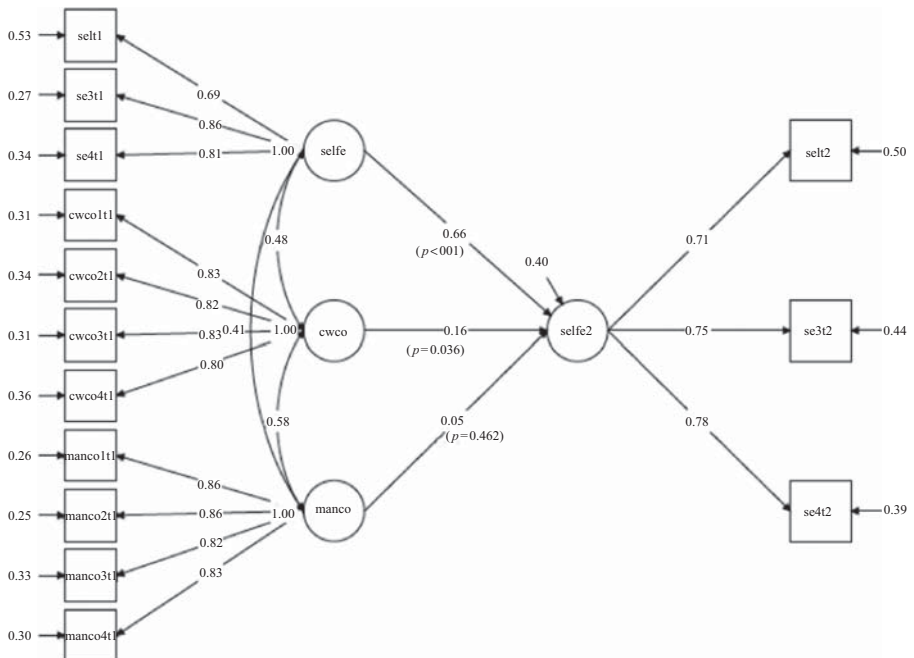 0.53
selt1
0.27
se3t1
0.34
se4t1
0.31
cwco1t1
0.34
cwco2t1
0.31
cwco3t1
0.36
cwco4t1
0.26
manco1t1
0.25
manco2t1
0.33
manco3t1
0.30
manco4t1
0.69
0.86
0.81
1.00
selfe
0.83
0.82
0.83
0.80
1.00
cwco
0.86
0.86
0.82
0.83
1.00
manco
0.48
0.41
0.58
0.66
(p<001)
0.16
(p=0.036)
0.05
(p=0.462)
0.40
selfe2
0.71
0.75
0.78
selt2
0.50
se3t2
0.44
se4t2
0.39